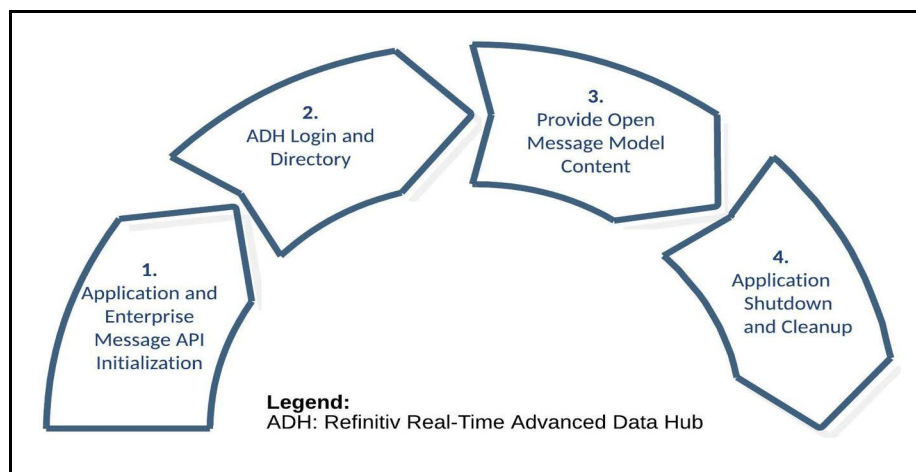 1.
Application and
Enterprise
Message API
Initialization
2.
ADH Login and
Directory
3.
Provide Open
Message Model
Content
4.
Application
Shutdown
and Cleanup
Legend:
ADH: Refinitiv Real-Time Advanced Data Hub